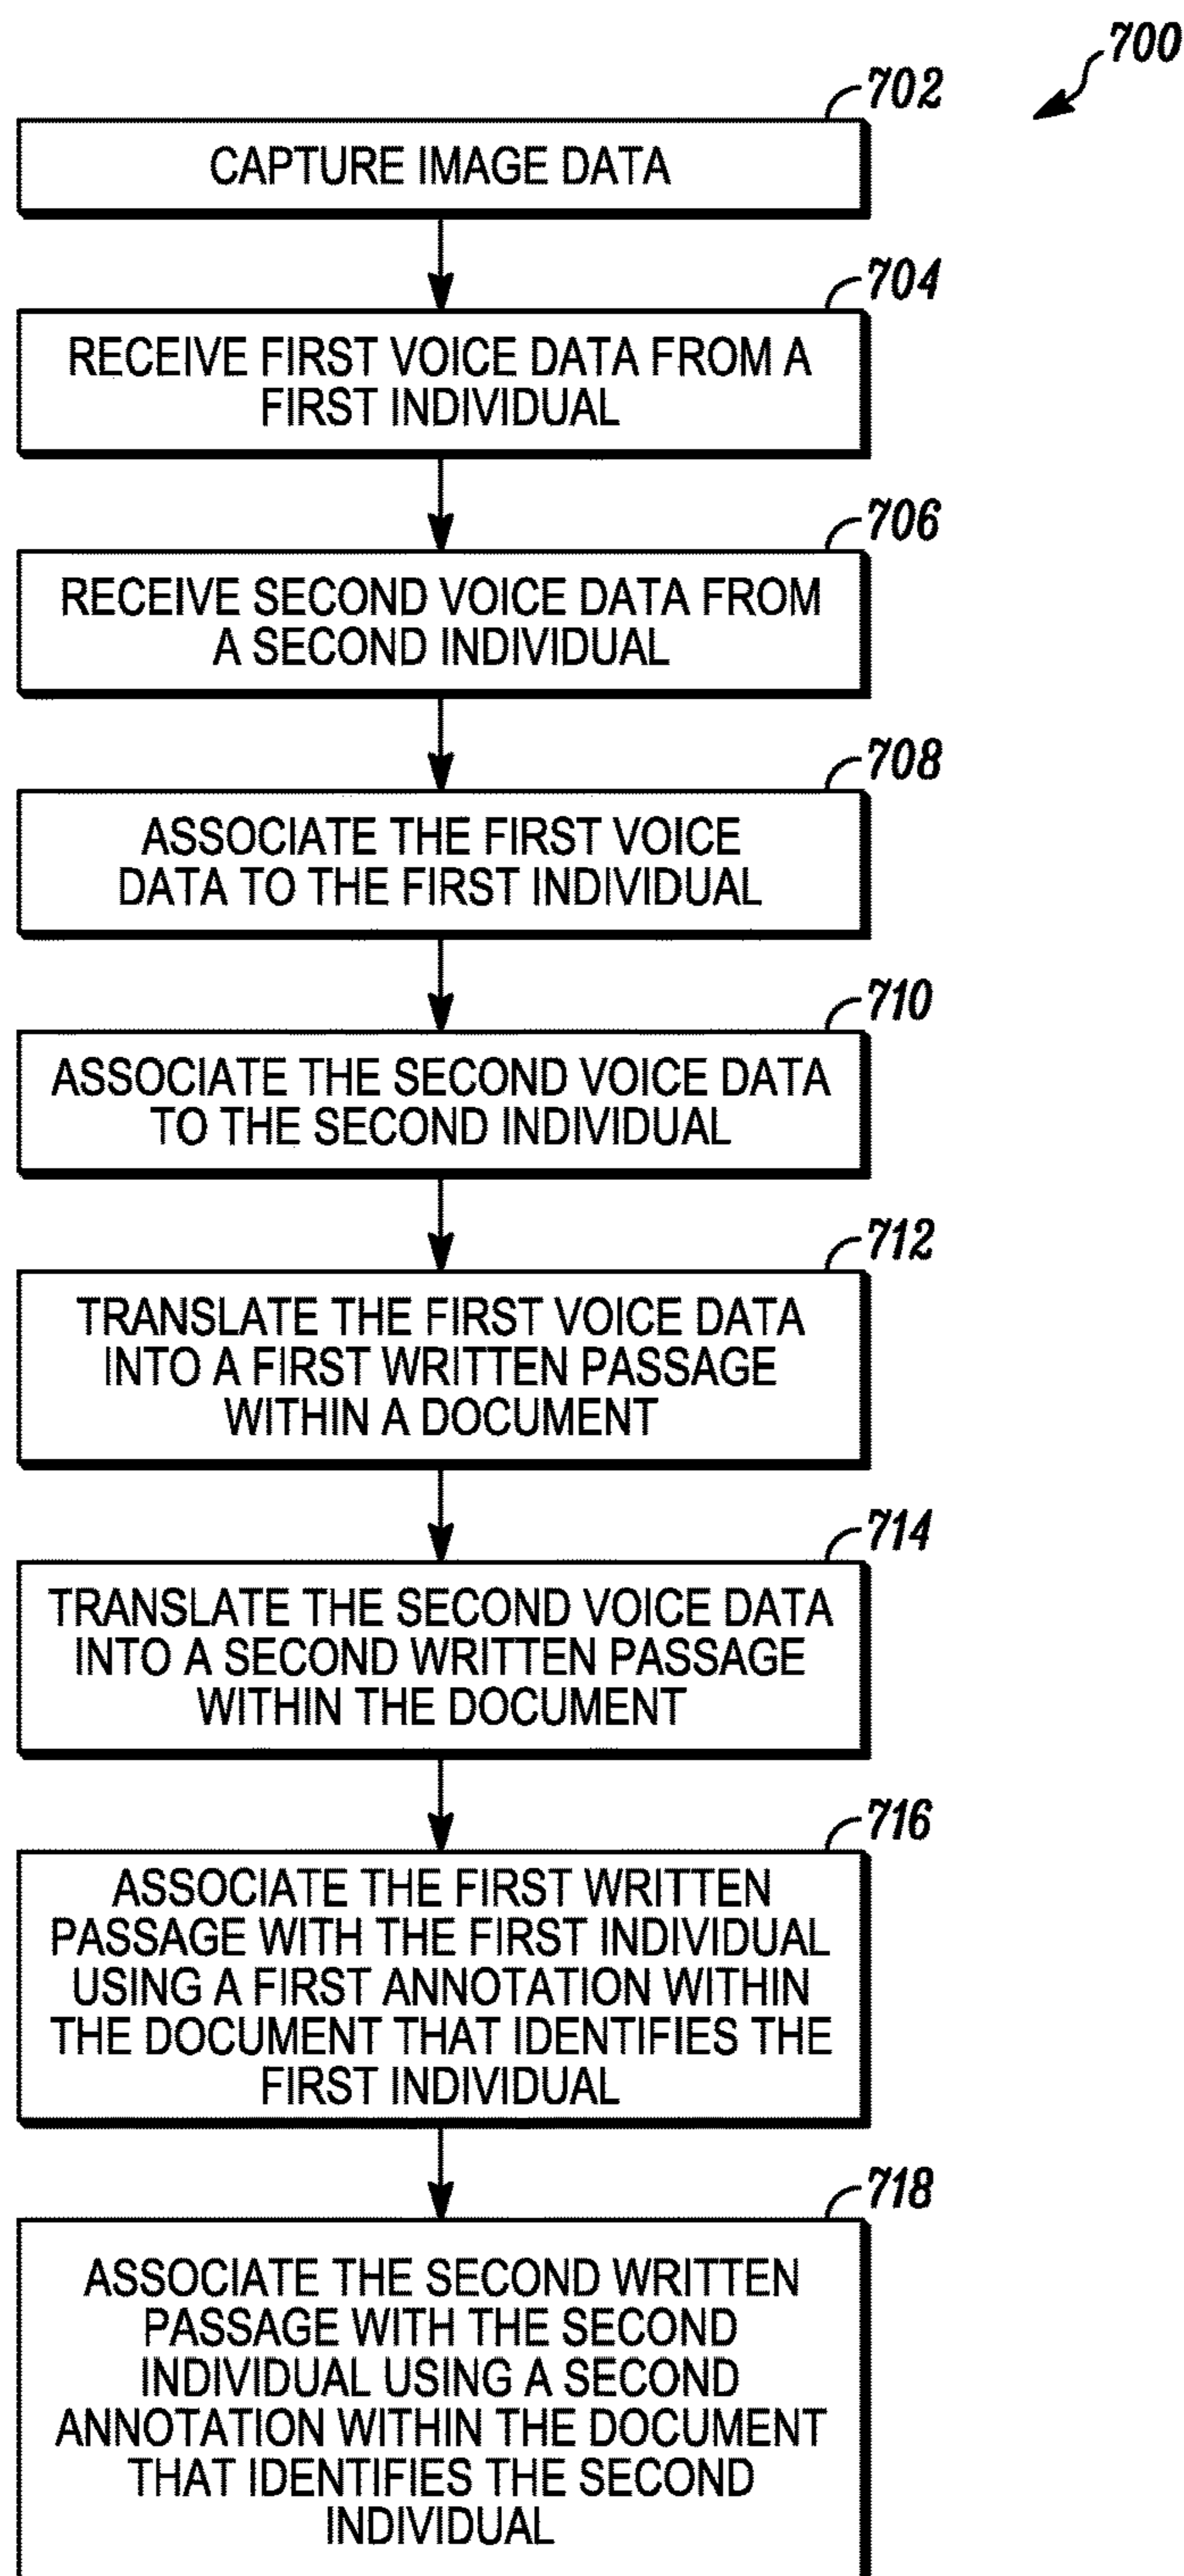 700
702
CAPTURE IMAGE DATA
704
RECEIVE FIRST VOICE DATA FROM A
FIRST INDIVIDUAL
706
RECEIVE SECOND VOICE DATA FROM
A SECOND INDIVIDUAL
708
ASSOCIATE THE FIRST VOICE
DATA TO THE FIRST INDIVIDUAL
710
ASSOCIATE THE SECOND VOICE DATA
TO THE SECOND INDIVIDUAL
712
TRANSLATE THE FIRST VOICE DATA
INTO A FIRST WRITTEN PASSAGE
WITHIN A DOCUMENT
714
TRANSLATE THE SECOND VOICE DATA
INTO A SECOND WRITTEN PASSAGE
WITHIN THE DOCUMENT
716
ASSOCIATE THE FIRST WRITTEN
PASSAGE WITH THE FIRST INDIVIDUAL
USING A FIRST ANNOTATION WITHIN
THE DOCUMENT THAT IDENTIFIES THE
FIRST INDIVIDUAL
718
ASSOCIATE THE SECOND WRITTEN
PASSAGE WITH THE SECOND
INDIVIDUAL USING A SECOND
ANNOTATION WITHIN THE DOCUMENT
THAT IDENTIFIES THE SECOND
INDIVIDUAL